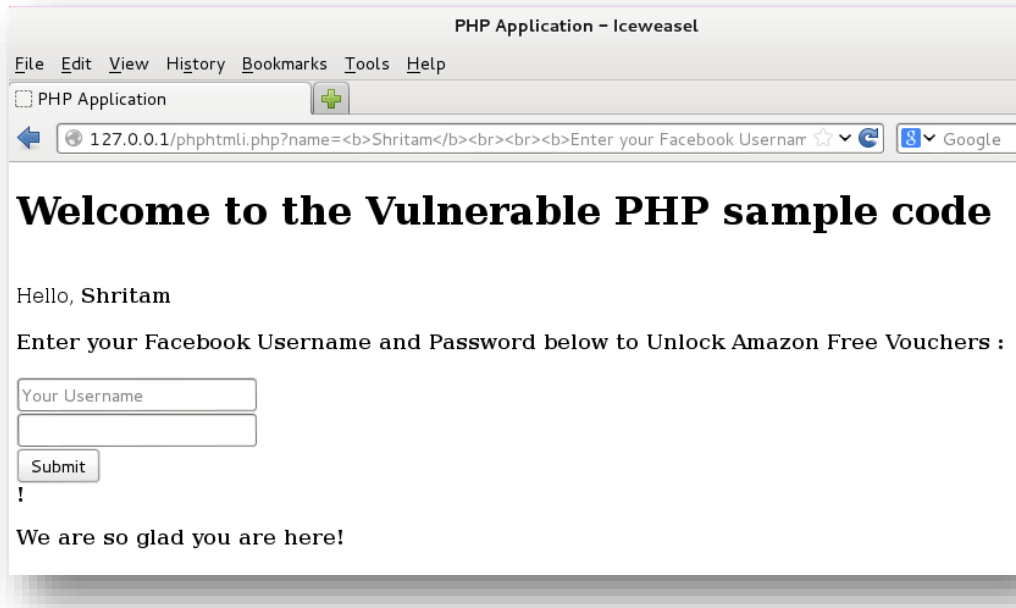 PHP Application - Iceweasel
File Edit View History Bookmarks Tools Help
PHP Application
127.0.0.1/phphtmli.php?name=<b>Shritam</b><br><br><b>Enter your Facebook Usernam
8 Google
Welcome to the Vulnerable PHP sample code
Hello, Shritam
Enter your Facebook Username and Password below to Unlock Amazon Free Vouchers :
Your Username
Submit
!
We are so glad you are here!